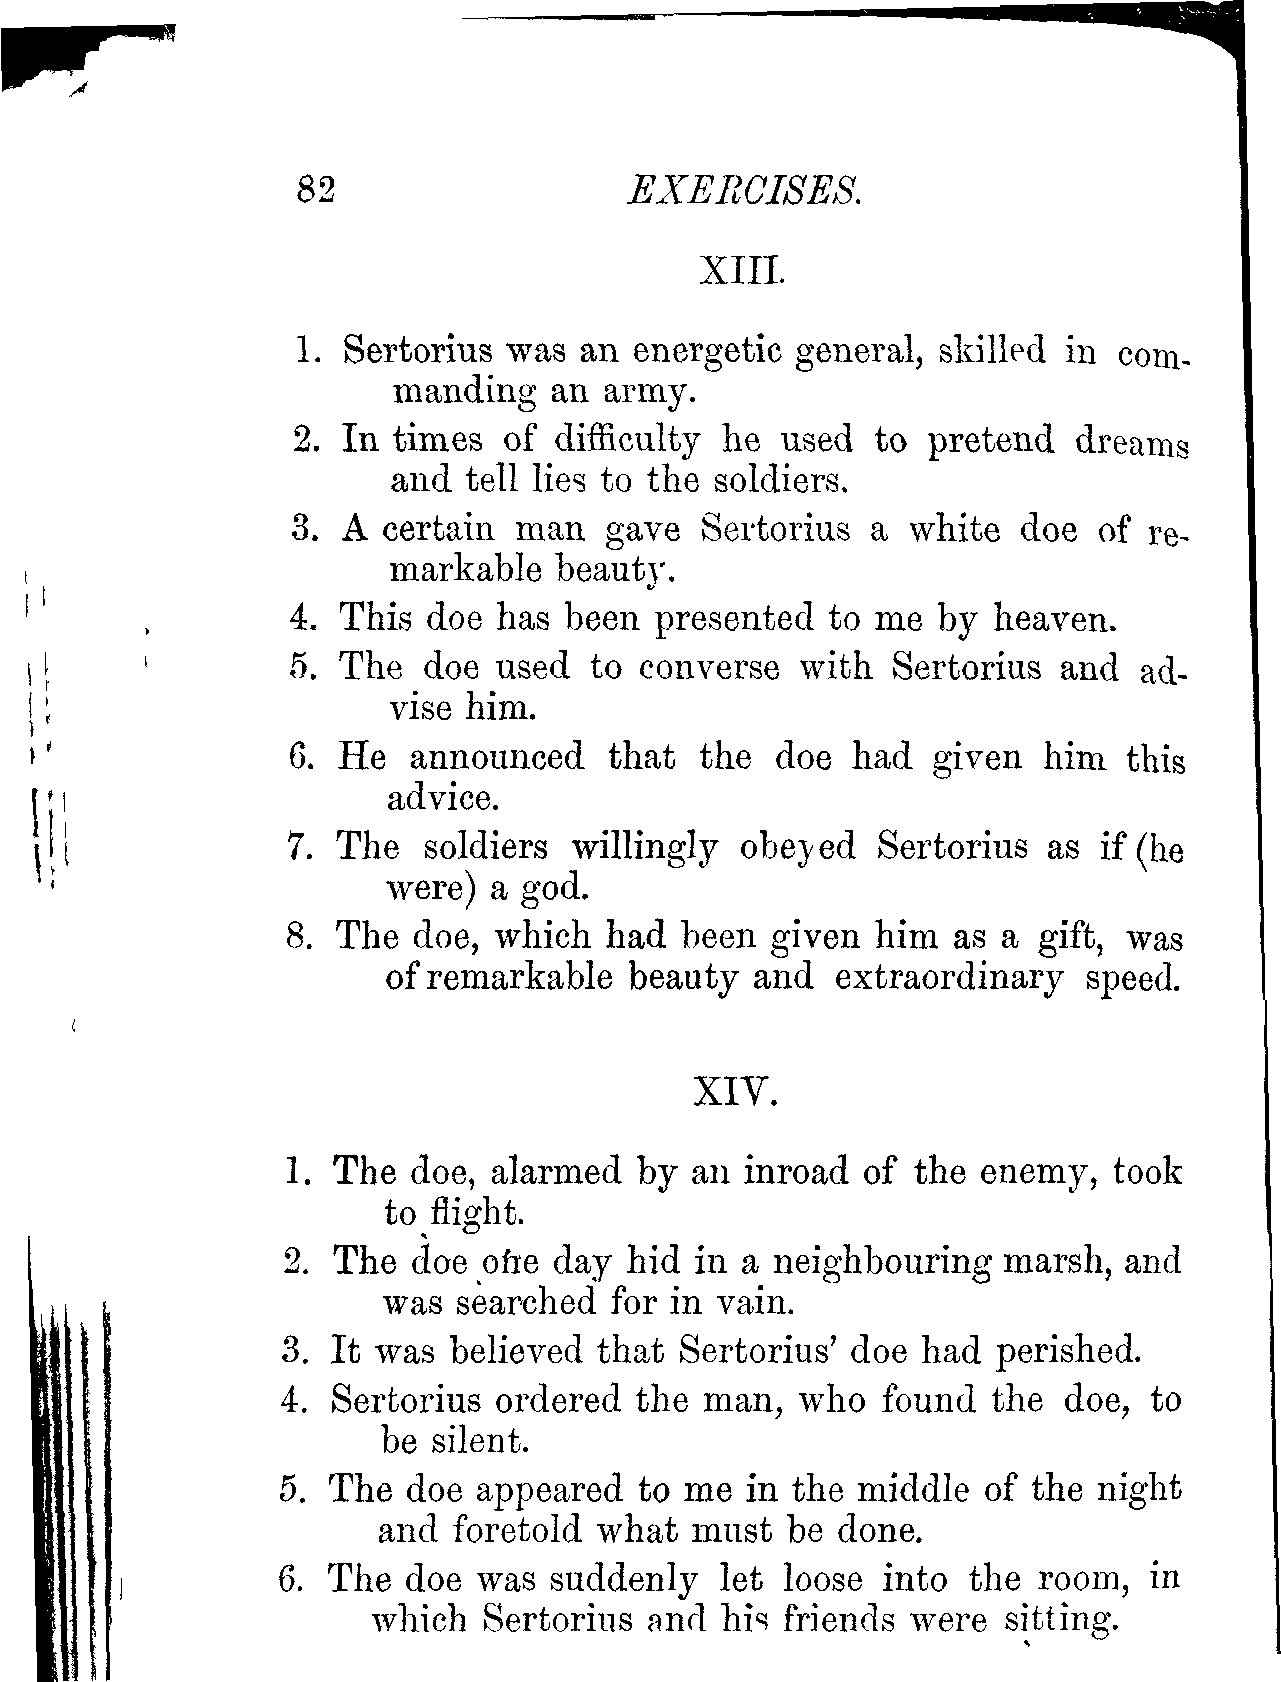 82 EXERCISES.
XIII.
1. Sertorius was an energetic general, skilled in com-
manding an army.
2. In times of difficulty he used to pretend dreams
and tell lies to the soldiers.
3. A certain man gave Sertorius a white doe of re-
markable beauty.
4. This doe has been presented to me by heaven.
5. The doe used to converse with Sertorius and ad-
vise him.
6. He announced that the doe had given him this
advice.
7. The soldiers willingly obeyed Sertorius as if (he
were) a god.
8. The doe, which had been given him as a gift, was
of remarkable beauty and extraordinary speed.
XIV.
1. The doe, alarmed by an inroad of the enemy, took
to flight.
2. The doe one day hid in a neighbouring marsh, and
was searched for in vain.
3. It was believed that Sertorius' doe had perished.
4. Sertorius ordered the man, who found the doe, to
be silent.
5. The doe appeared to me in the middle of the night
and foretold what must be done.
6. The doe was suddenly let loose into the room, in
which Sertorius and his friends were sitting.